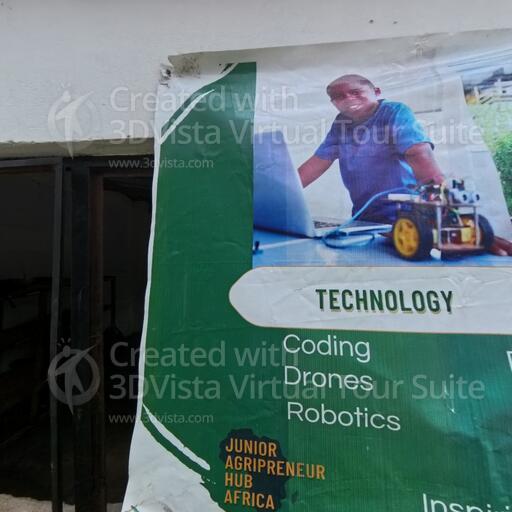 Created with
3DVista Virtual Tour Suite
www.3dvista.com
TECHNOLOGY
Coding
Drones
Robotics
Created with
3DVista Virtual Tour Suite
www.3dvista.com
JUNIOR
AGRIPRENEUR
HUB
AFRICA